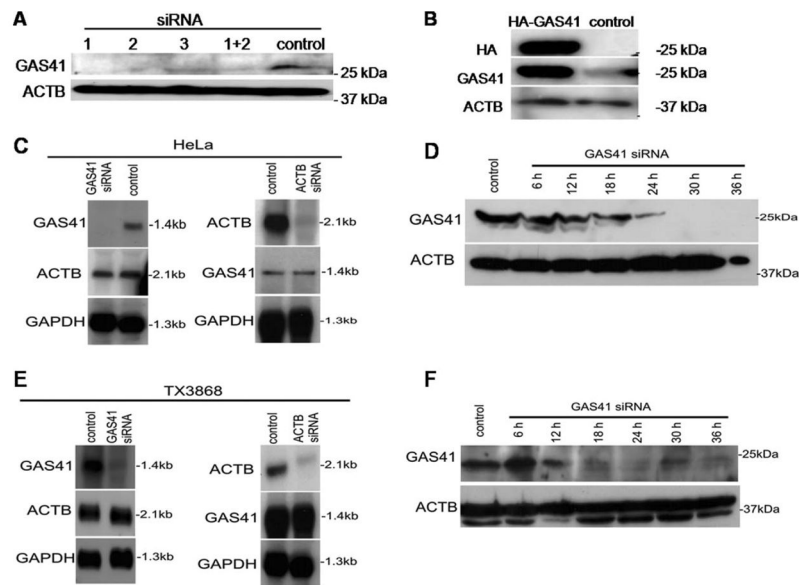 A
siRNA
1 2 3 1+2 control
GAS41
- 25 kDa
ACTB
- 37 kDa
B
HA-GAS41 control
HA
-25 kDa
GAS41
-25 kDa
ACTB
-37 kDa
C
HeLa
GAS41 siRNA
control
GAS41
-1.4kb
ACTB
-2.1kb
GAPDH
-1.3kb
control
ACTB siRNA
ACTB
-2.1kb
GAS41
-1.4kb
GAPDH
-1.3kb
D
GAS41 siRNA
control 6 h 12 h 18 h 24 h 30 h 36 h
GAS41
-25kDa
ACTB
-37kDa
E
TX3868
control
GAS41 siRNA
GAS41
-1.4kb
ACTB
-2.1kb
GAPDH
-1.3kb
control
ACTB siRNA
ACTB
-2.1kb
GAS41
-1.4kb
GAPDH
-1.3kb
F
GAS41 siRNA
control 6 h 12 h 18 h 24 h 30 h 36 h
GAS41
-25kDa
ACTB
-37kDa